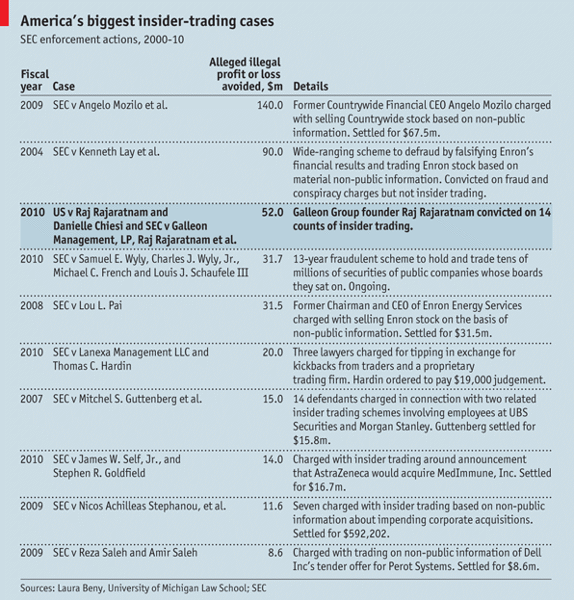 America's biggest insider-trading cases
SEC enforcement actions, 2000-10
Fiscal year Case Alleged illegal profit or loss avoided, $m Details
2009 SEC v Angelo Mozilo et al. 140.0 Former Countrywide Financial CEO Angelo Mozilo charged
with selling Countrywide stock based on non-public
information. Settled for $67.5m.
2004 SEC v Kenneth Lay et al. 90.0 Wide-ranging scheme to defraud by falsifying Enron's
financial results and trading Enron stock based on
material non-public information. Convicted on fraud and
conspiracy charges but not insider trading.
2010 US v Raj Rajaratnam and 52.0 Galleon Group founder Raj Rajaratnam convicted on 14
Danielle Chiesi and SEC v Galleon counts of insider trading.
Management, LP, Raj Rajaratnam et al.
2010 SEC v Samuel E. Wyly, Charles J. Wyly, Jr., 31.7 13-year fraudulent scheme to hold and trade tens of
Michael C. French and Louis J. Schaufele III millions of securities of public companies whose boards
they sat on. Ongoing.
2008 SEC v Lou L. Pai 31.5 Former Chairman and CEO of Enron Energy Services
charged with selling Enron stock on the basis of
non-public information. Settled for $31.5m.
2010 SEC v Lanexa Management LLC and 20.0 Three lawyers charged for tipping in exchange for
Thomas C. Hardin kickbacks from traders and a proprietary
trading firm. Hardin ordered to pay $19,000 judgement.
2007 SEC v Mitchel S. Guttenberg et al. 15.0 14 defendants charged in connection with two related
insider trading schemes involving employees at UBS
Securities and Morgan Stanley. Guttenberg settled for
$15.8m.
2010 SEC v James W. Self, Jr., and 14.0 Charged with insider trading around announcement
Stephen R. Goldfield that AstraZeneca would acquire MedImmune, Inc. Settled
for $16.7m.
2009 SEC v Nicos Achilleas Stephanou, et al. 11.6 Seven charged with insider trading based on non-public
information about impending corporate acquisitions.
Settled for $592,202.
2009 SEC v Reza Saleh and Amir Saleh 8.6 Charged with trading on non-public information of Dell
Inc's tender offer for Perot Systems. Settled for $8.6m.
Sources: Laura Beny, University of Michigan Law School; SEC